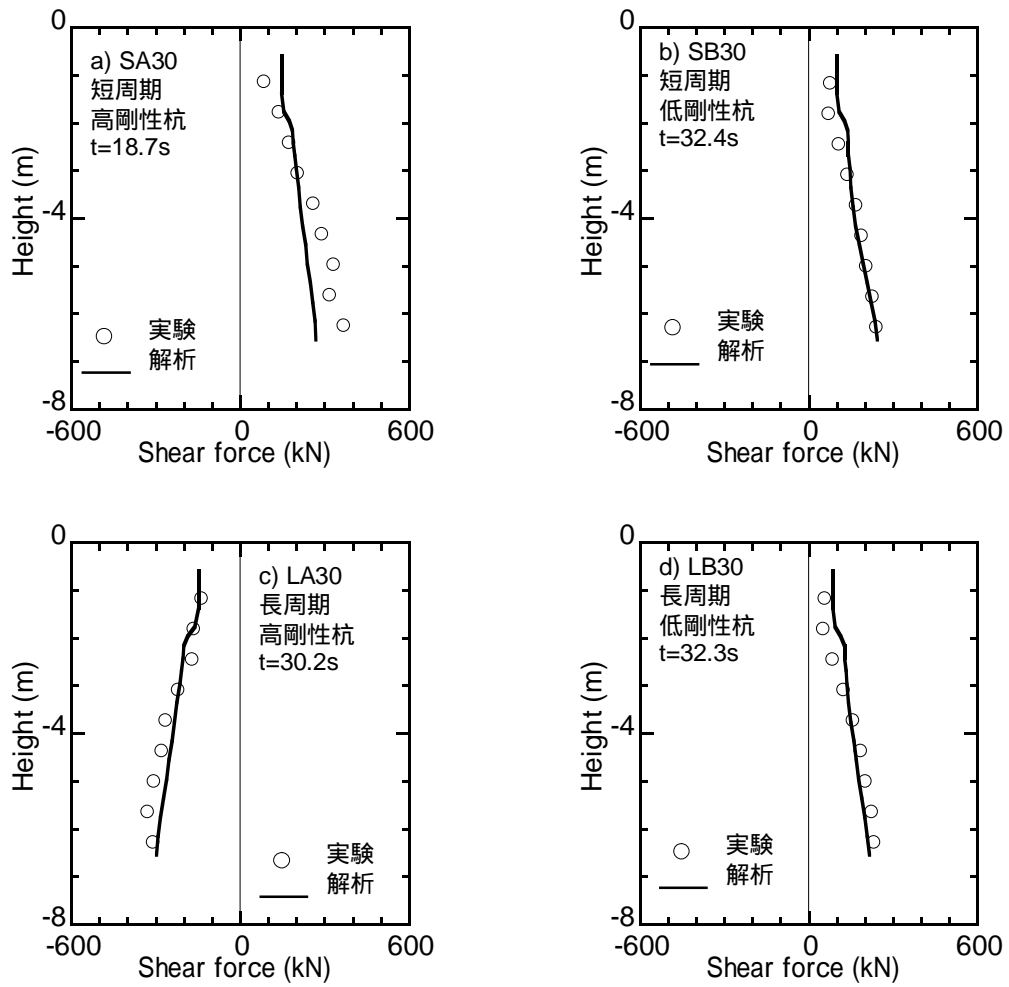 0
a) SA30
短周期
高剛性杭
t=18.7s
Height (m)
-4
実験
解析
-8
-600
0
600
Shear force (kN)
0
b) SB30
短周期
低剛性杭
t=32.4s
Height (m)
-4
実験
解析
-8
-600
0
600
Shear force (kN)
0
c) LA30
長周期
高剛性杭
t=30.2s
Height (m)
-4
実験
解析
-8
-600
0
600
Shear force (kN)
0
d) LB30
長周期
低剛性杭
t=32.3s
Height (m)
-4
実験
解析
-8
-600
0
600
Shear force (kN)